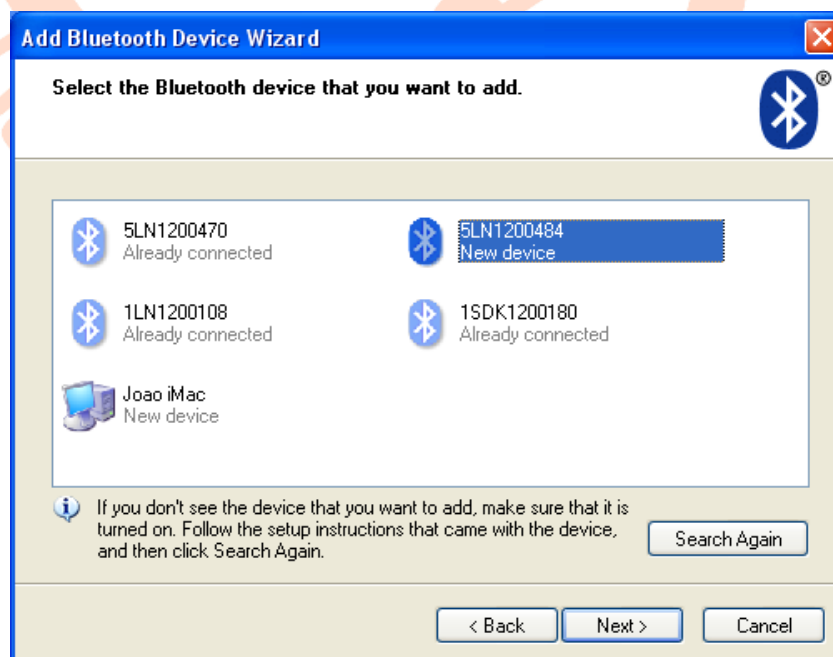 Add Bluetooth Device Wizard
Select the Bluetooth device that you want to add.
®
5LN1200470
Already connected
5LN1200484
New device
1LN1200108
Already connected
1SDK1200180
Already connected
Joao iMac
New device
If you don't see the device that you want to add, make sure that it is
turned on. Follow the setup instructions that came with the device,
and then click Search Again.
Search Again
< Back
Next >
Cancel